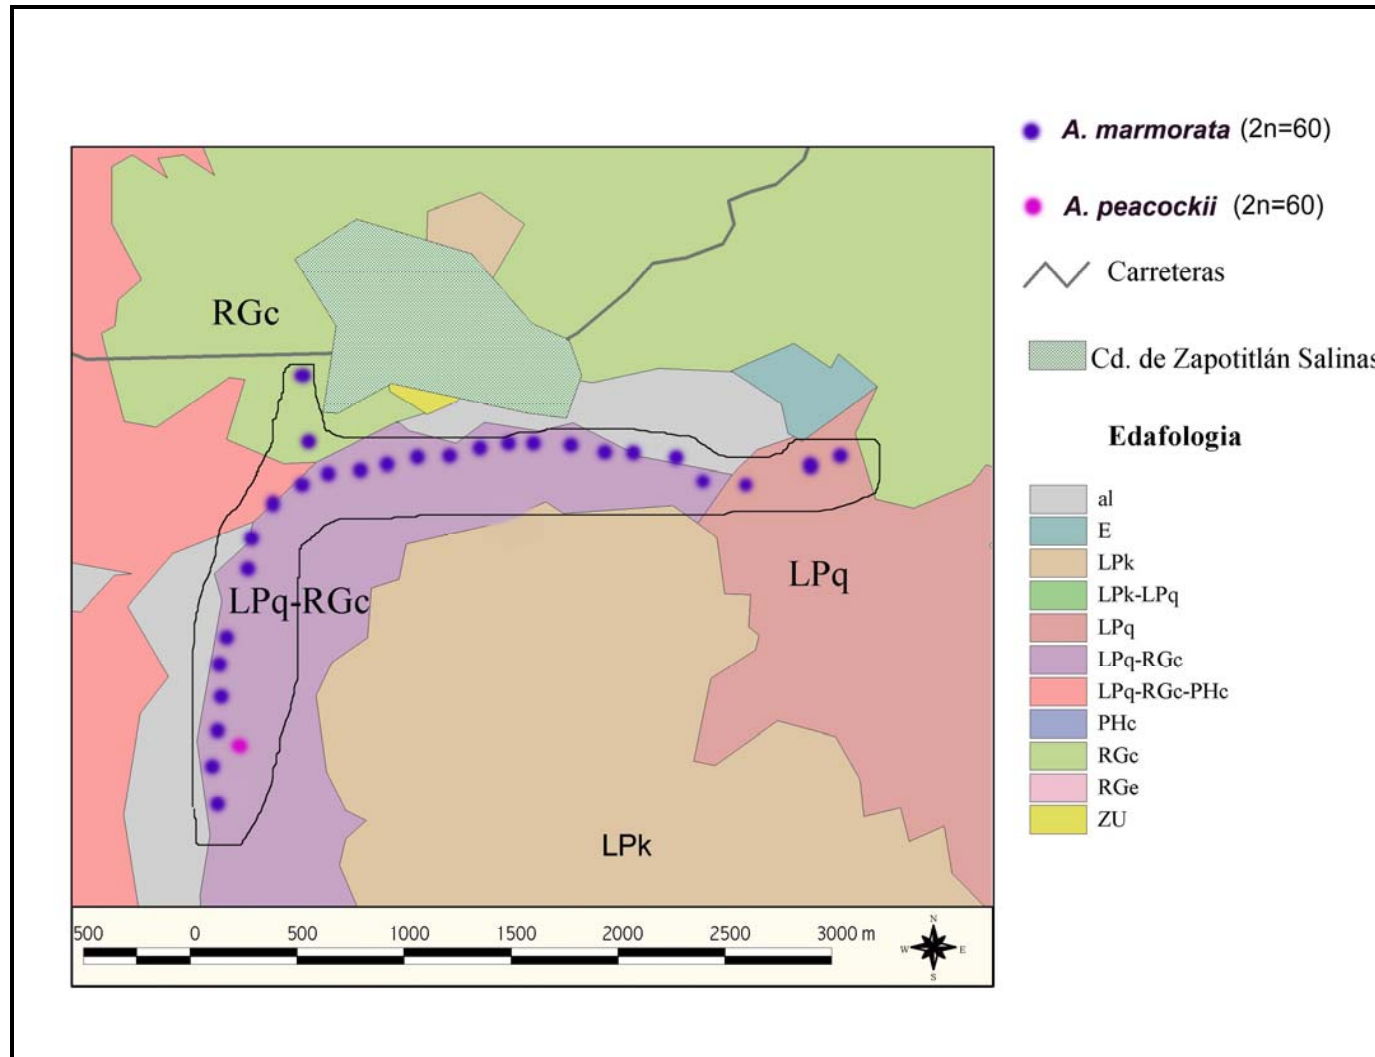 A. marmorata (2n=60)
A. peacockii (2n=60)
Carreteras
Cd. de Zapotitlán Salinas
Edafologia
al
E
LPk
LPk-LPq
LPq
LPq-RGc
LPq-RGc-PHc
PHc
RGc
RGe
ZU
RGc
LPq
LPq-RGc
LPk
500 0 500 1000 1500 2000 2500 3000 m
N
W E
S